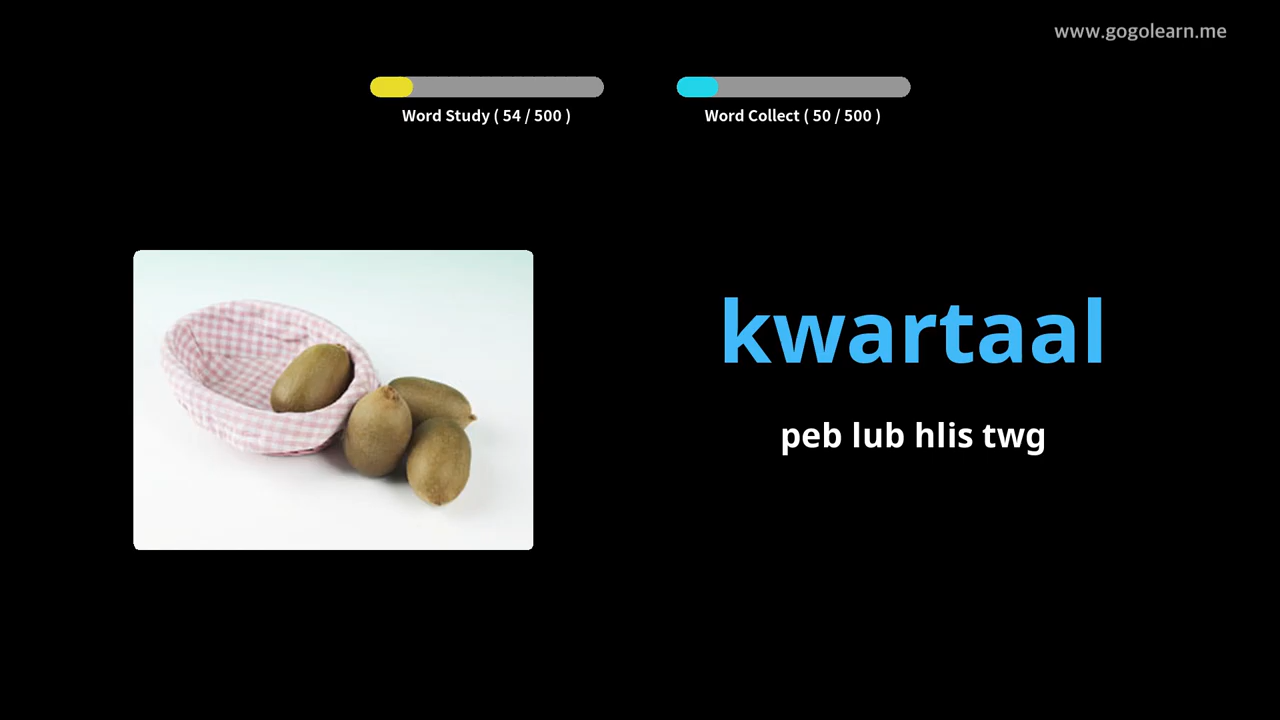 www.gogolearn.me
Word Study ( 54 / 500 )
Word Collect ( 50 / 500 )
kwartaal
peb lub hlis twg